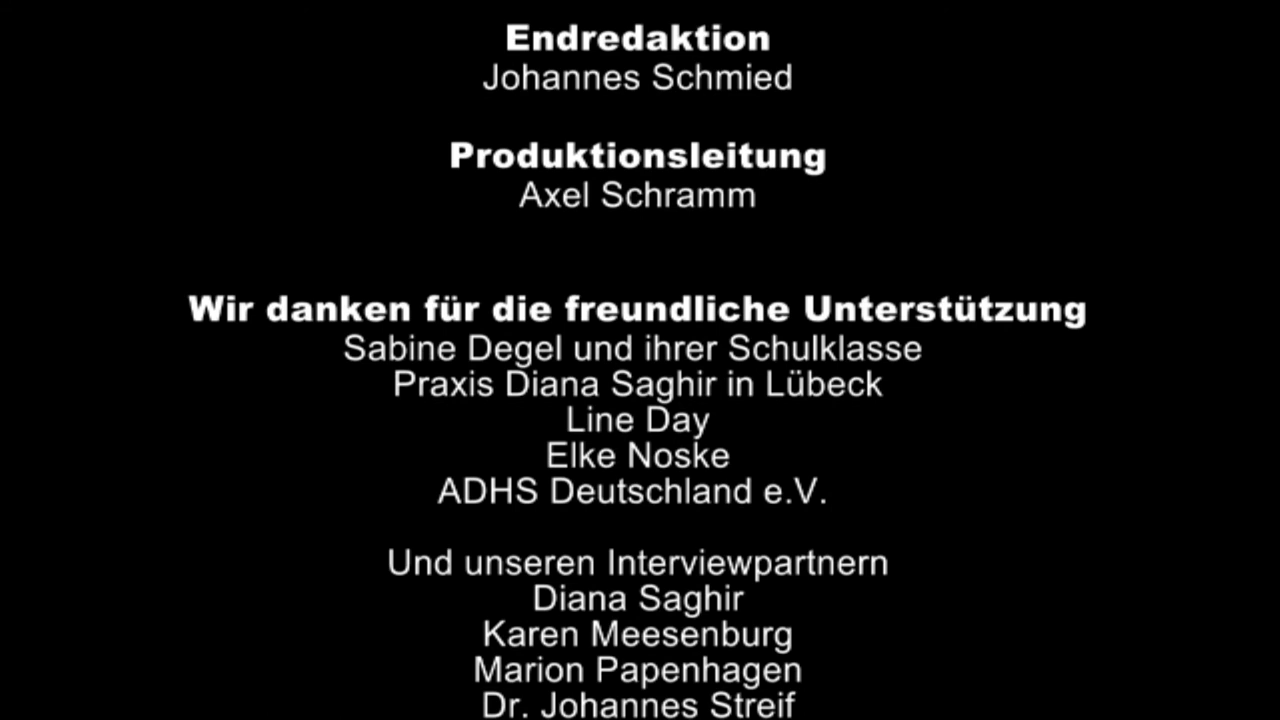 Endredaktion
Johannes Schmied
Produktionsleitung
Axel Schramm
Wir danken für die freundliche Unterstützung
Sabine Degel und ihrer Schulklasse
Praxis Diana Saghir in Lübeck
Line Day
Elke Noske
ADHS Deutschland e.V.
Und unseren Interviewpartnern
Diana Saghir
Karen Meesenburg
Marion Papenhagen
Dr. Johannes Streif